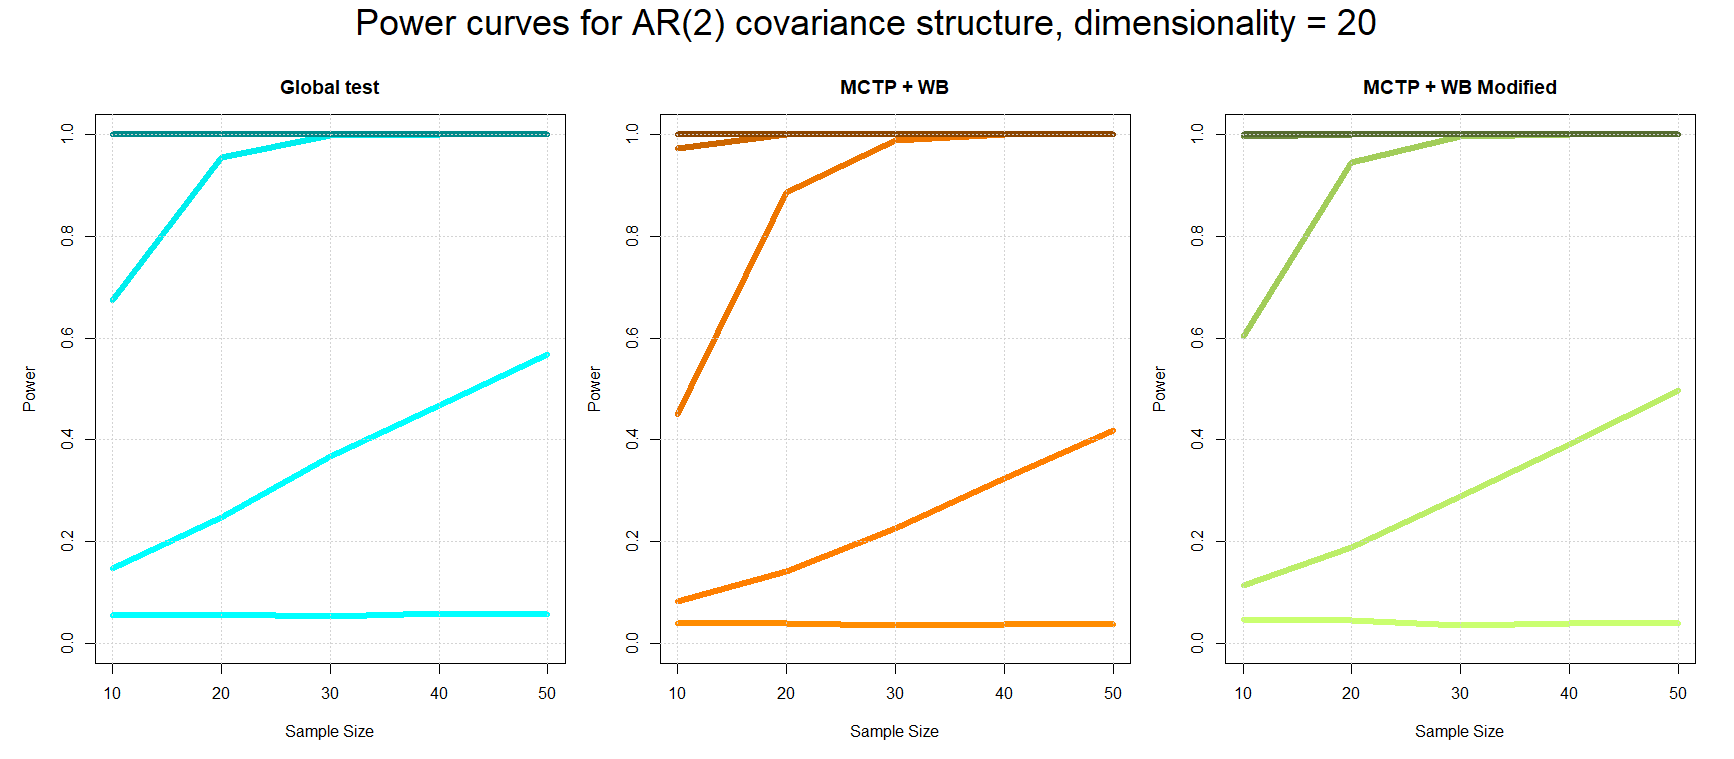 Power curves for AR(2) covariance structure, dimensionality = 20
Global test
1.0
0.8
0.6
0.4
0.2
0.0
Power
10 20 30 40 50
Sample Size
MCTP + WB
1.0
0.8
0.6
0.4
0.2
0.0
Power
10 20 30 40 50
Sample Size
MCTP + WB Modified
1.0
0.8
0.6
0.4
0.2
0.0
Power
10 20 30 40 50
Sample Size